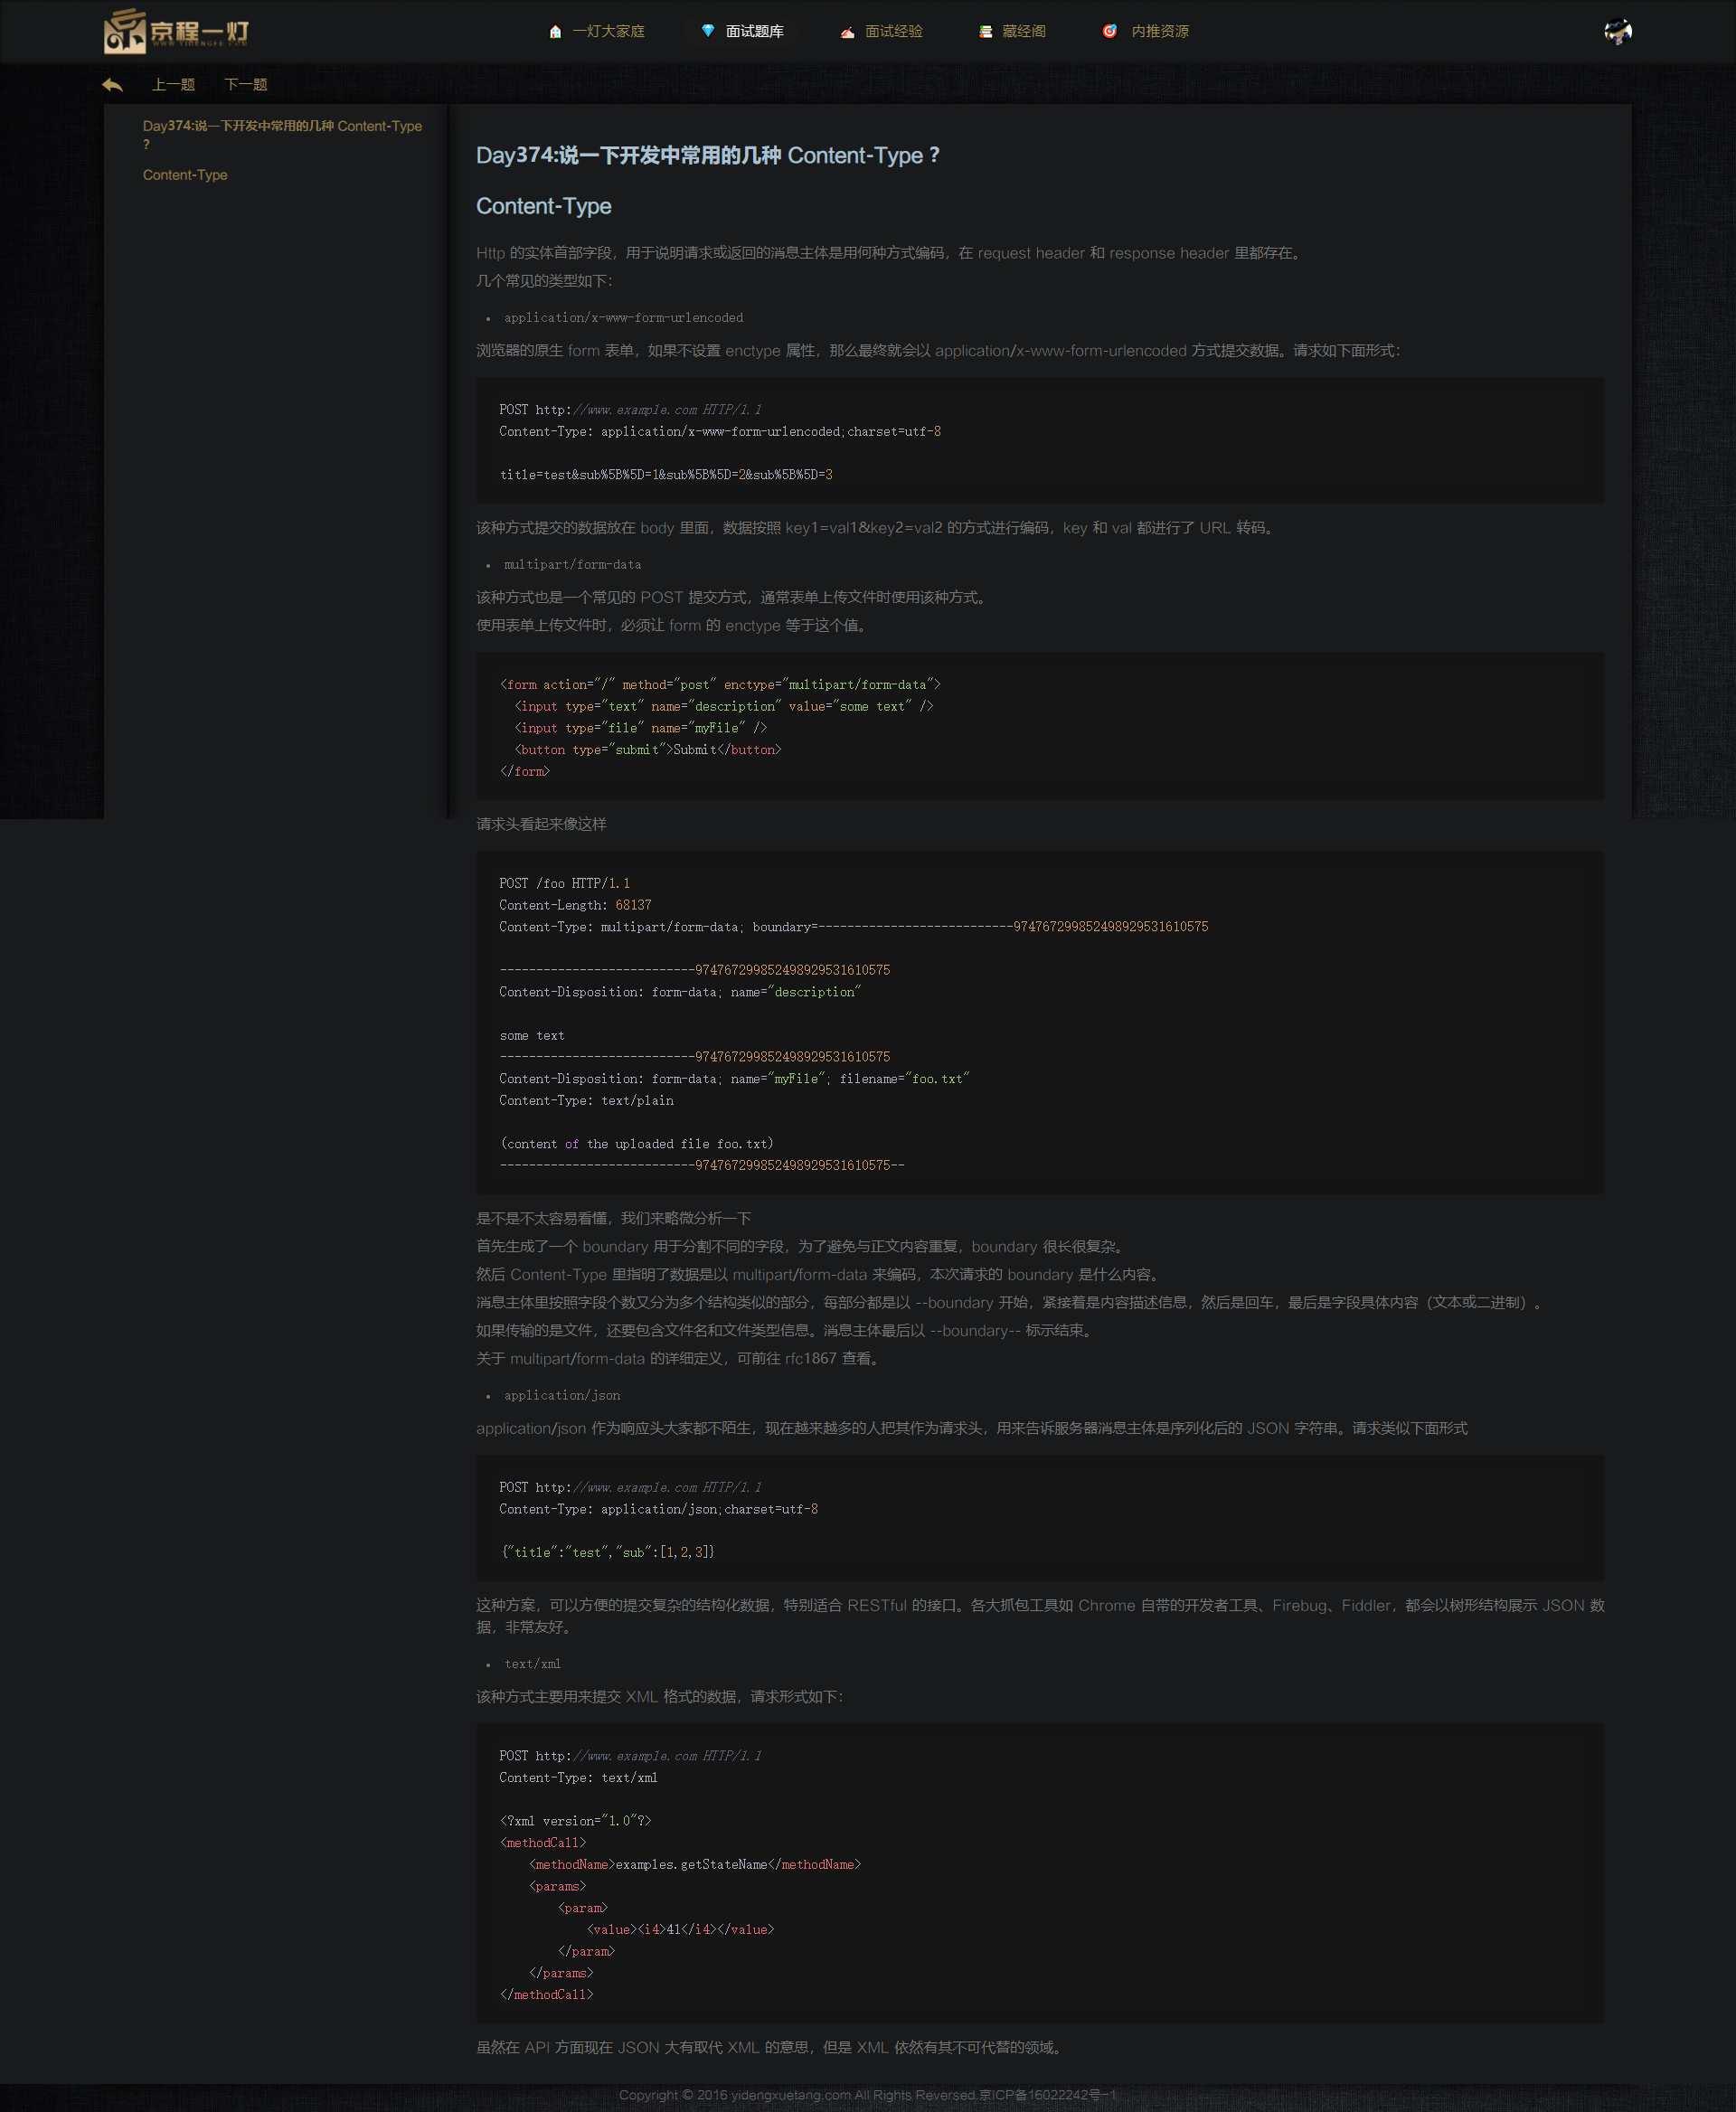 京程一灯
WWW.YIDENGFE.COM
一灯大家庭
面试题库
面试经验
藏经阁
内推资源
上一题
下一题
Day374:说一下开发中常用的几种 Content-Type
?
Content-Type
Day374:说一下开发中常用的几种 Content-Type ?
Content-Type
Http 的实体首部字段，用于说明请求或返回的消息主体是用何种方式编码，在 request header 和 response header 里都存在。
几个常见的类型如下：
• application/x-www-form-urlencoded
浏览器的原生 form 表单，如果不设置 enctype 属性，那么最终就会以 application/x-www-form-urlencoded 方式提交数据。请求如下面形式：
POST http://www.example.com HTTP/1.1
Content-Type: application/x-www-form-urlencoded;charset=utf-8
title=test&sub%5B%5D=1&sub%5B%5D=2&sub%5B%5D=3
该种方式提交的数据放在 body 里面，数据按照 key1=val1&key2=val2 的方式进行编码，key 和 val 都进行了 URL 转码。
• multipart/form-data
该种方式也是一个常见的 POST 提交方式，通常表单上传文件时使用该种方式。
使用表单上传文件时，必须让 form 的 enctype 等于这个值。
<form action="/" method="post" enctype="multipart/form-data">
  <input type="text" name="description" value="some text" />
  <input type="file" name="myFile" />
  <button type="submit">Submit</button>
</form>
请求头看起来像这样
POST /foo HTTP/1.1
Content-Length: 68137
Content-Type: multipart/form-data; boundary=---------------------------974767299852498929531610575
---------------------------974767299852498929531610575
Content-Disposition: form-data; name="description"
some text
---------------------------974767299852498929531610575
Content-Disposition: form-data; name="myFile"; filename="foo.txt"
Content-Type: text/plain
(content of the uploaded file foo.txt)
---------------------------974767299852498929531610575--
是不是不太容易看懂，我们来略微分析一下
首先生成了一个 boundary 用于分割不同的字段，为了避免与正文内容重复，boundary 很长很复杂。
然后 Content-Type 里指明了数据是以 multipart/form-data 来编码，本次请求的 boundary 是什么内容。
消息主体里按照字段个数又分为多个结构类似的部分，每部分都是以 --boundary 开始，紧接着是内容描述信息，然后是回车，最后是字段具体内容（文本或二进制）。
如果传输的是文件，还要包含文件名和文件类型信息。消息主体最后以 --boundary-- 标示结束。
关于 multipart/form-data 的详细定义，可前往 rfc1867 查看。
• application/json
application/json 作为响应头大家都不陌生，现在越来越多的人把其作为请求头，用来告诉服务器消息主体是序列化后的 JSON 字符串。请求类似下面形式
POST http://www.example.com HTTP/1.1
Content-Type: application/json;charset=utf-8
{"title":"test","sub":[1,2,3]}
这种方案，可以方便的提交复杂的结构化数据，特别适合 RESTful 的接口。各大抓包工具如 Chrome 自带的开发者工具、Firebug、Fiddler，都会以树形结构展示 JSON 数
据，非常友好。
• text/xml
该种方式主要用来提交 XML 格式的数据，请求形式如下：
POST http://www.example.com HTTP/1.1
Content-Type: text/xml
<?xml version="1.0"?>
<methodCall>
    <methodName>examples.getStateName</methodName>
    <params>
        <param>
            <value><i4>41</i4></value>
        </param>
    </params>
</methodCall>
虽然在 API 方面现在 JSON 大有取代 XML 的意思，但是 XML 依然有其不可代替的领域。
Copyright © 2016 yidengxuetang.com All Rights Reversed.京ICP备16022242号-1